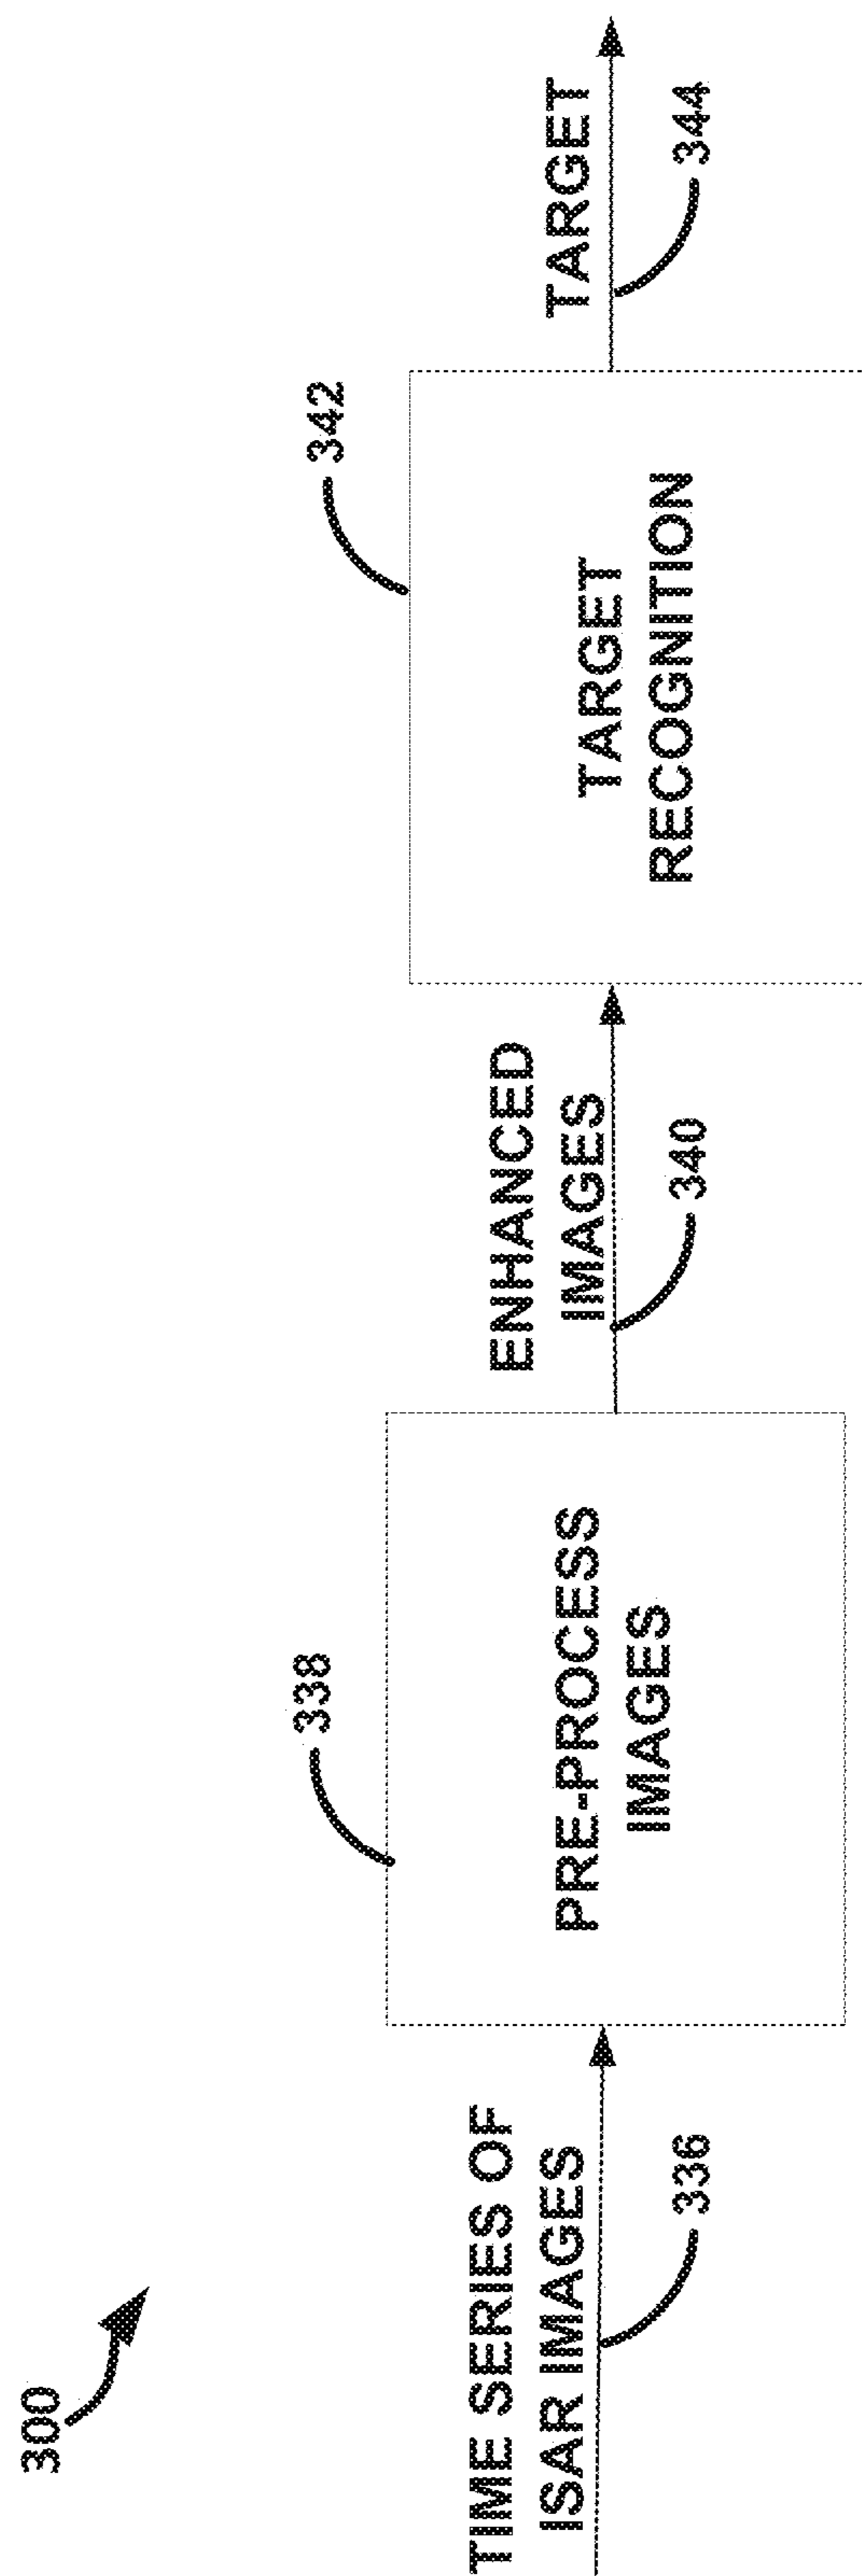 300
TIME SERIES OF
ISAR IMAGES
336
338
PRE-PROCESS
IMAGES
ENHANCED
IMAGES
340
342
TARGET
RECOGNITION
TARGET
344